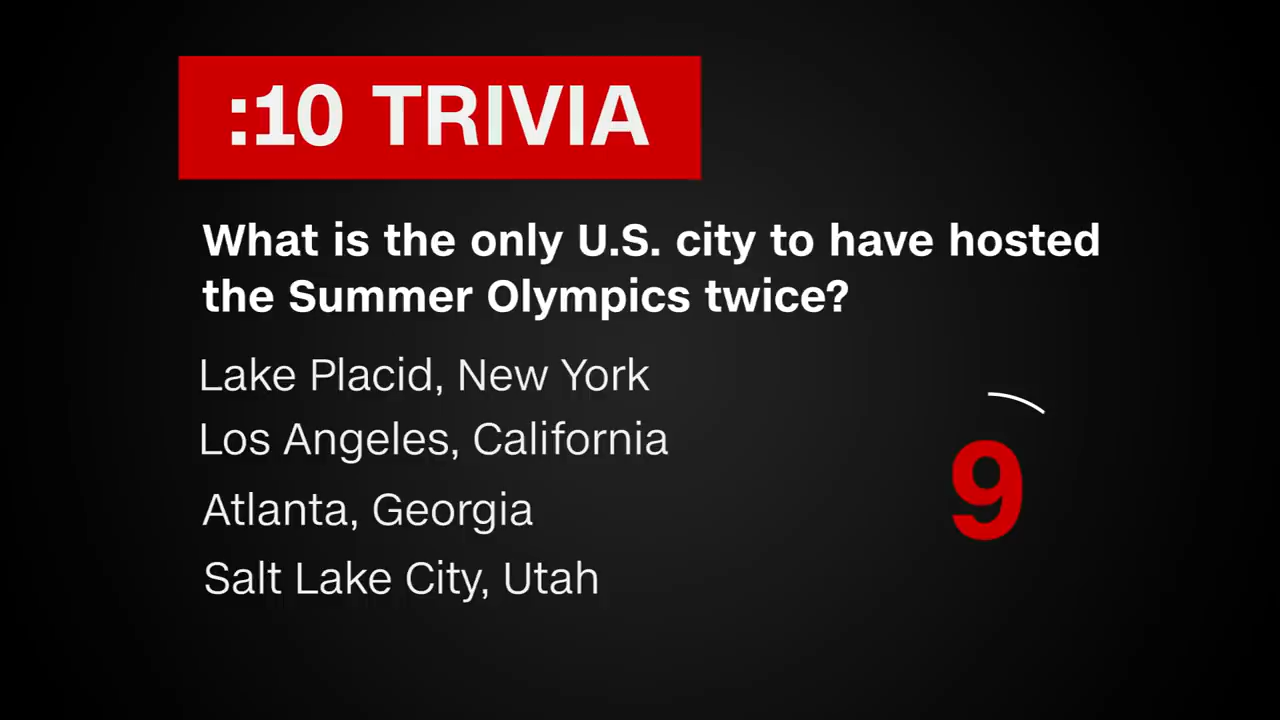 :10 TRIVIA
What is the only U.S. city to have hosted
the Summer Olympics twice?
Lake Placid, New York
Los Angeles, California
Atlanta, Georgia
Salt Lake City, Utah
9